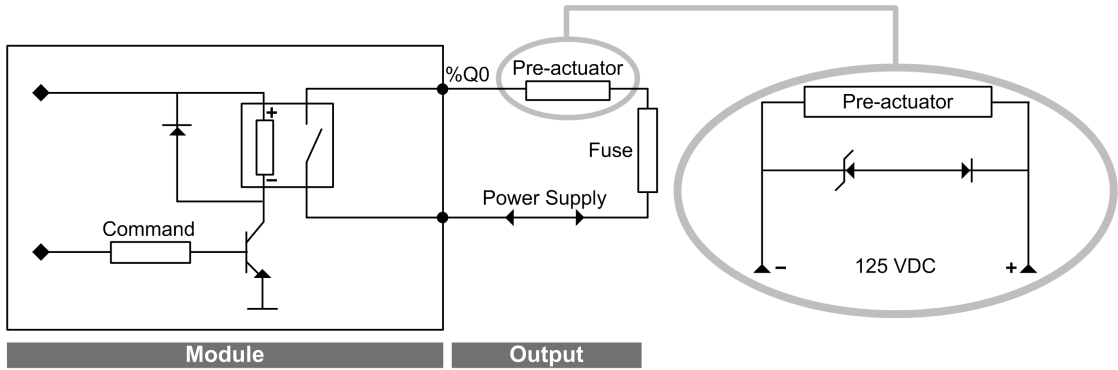 %Q0
Pre-actuator
Pre-actuator
+
Fuse
−
Power Supply
Command
− 125 VDC +
Module
Output